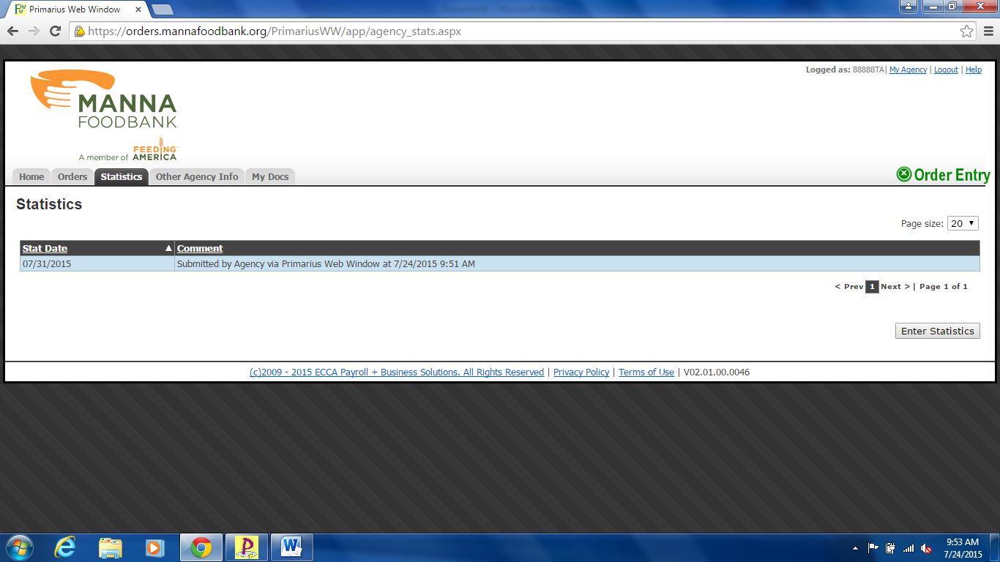 Primarius Web Window
https://orders.mannafoodbank.org/PrimariusWW/app/agency_stats.aspx
Logged as: 88888TA| My Agency | Logout | Help
MANNA
FOODBANK
A member of FEEDING AMERICA
Home Orders Statistics Other Agency Info My Docs
Order Entry
Statistics
Page size: 20
Stat Date Comment
07/31/2015 Submitted by Agency via Primarius Web Window at 7/24/2015 9:51 AM
< Prev 1 Next > | Page 1 of 1
Enter Statistics
(c)2009 - 2015 ECCA Payroll + Business Solutions. All Rights Reserved | Privacy Policy | Terms of Use | V02.01.00.0046
9:53 AM
7/24/2015